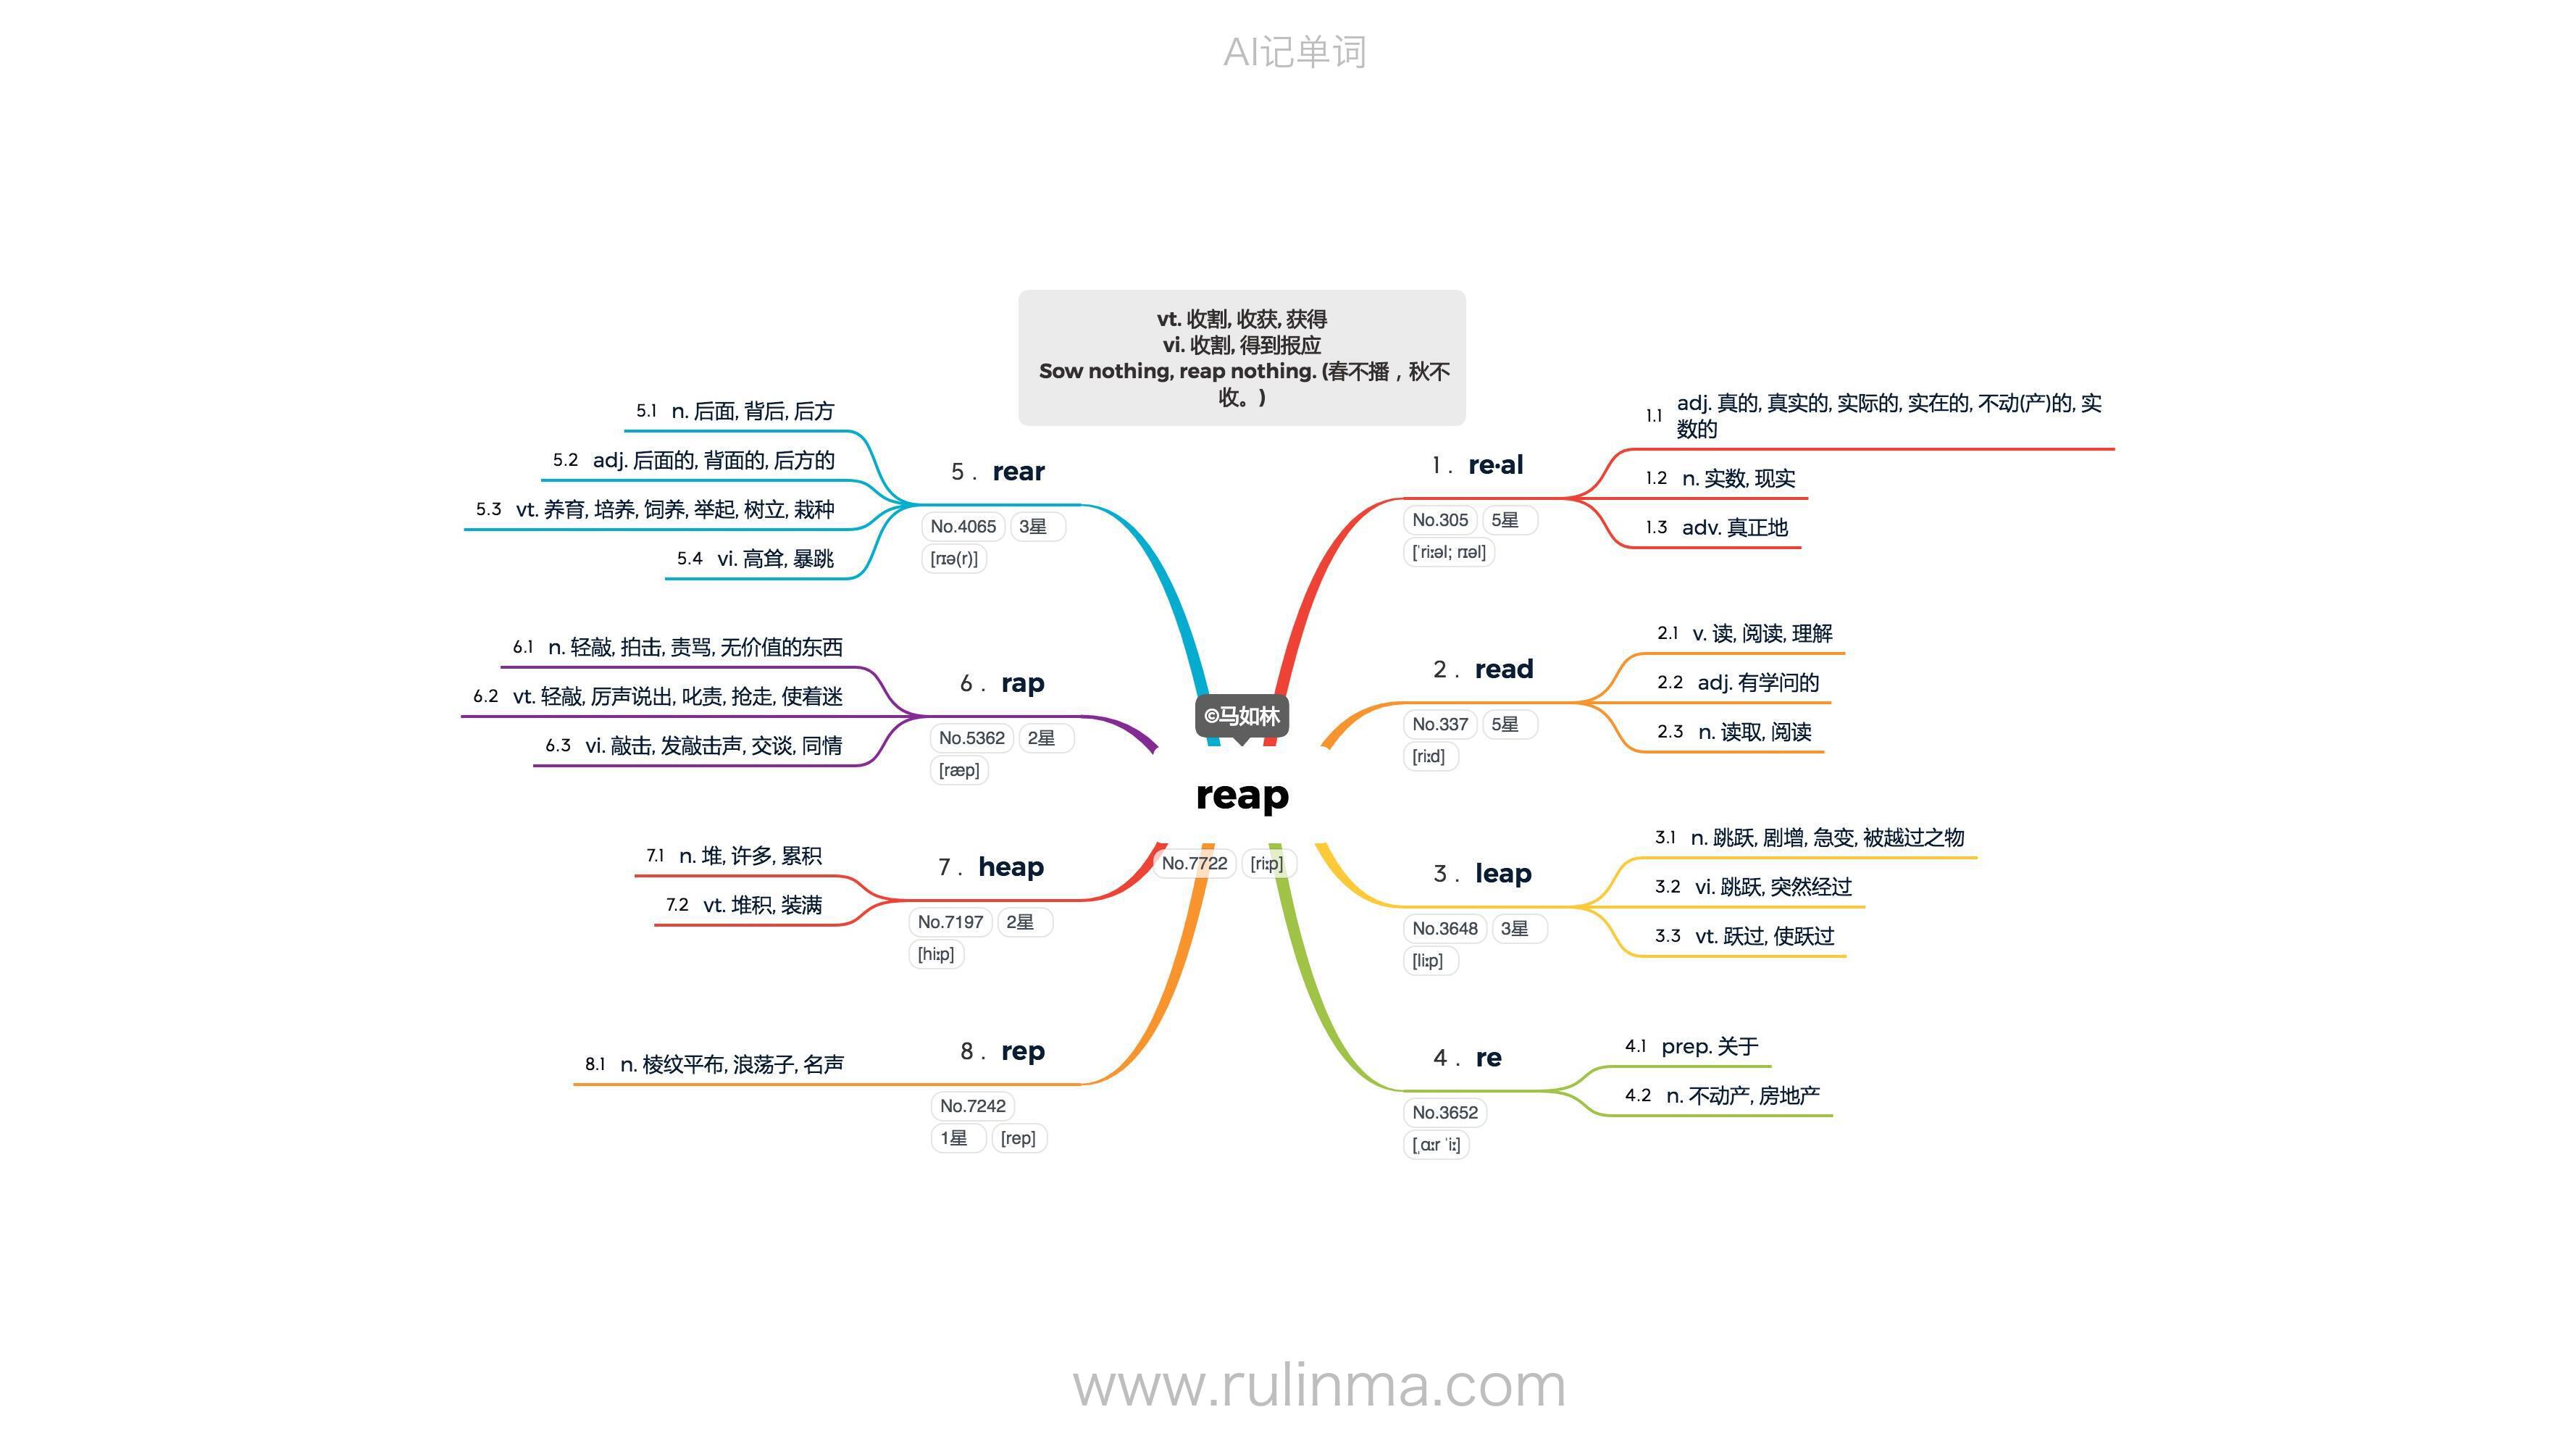 AI记单词
vt. 收割, 收获, 获得
vi. 收割, 得到报应
Sow nothing, reap nothing. (春不播，秋不
收。)
©马如林
reap
No.7722 [riːp]
1. re·al
No.305 5星
[ˈriːəl; rɪəl]
1.1 adj. 真的, 真实的, 实际的, 实在的, 不动(产)的, 实
数的
1.2 n. 实数, 现实
1.3 adv. 真正地
2. read
No.337 5星
[riːd]
2.1 v. 读, 阅读, 理解
2.2 adj. 有学问的
2.3 n. 读取, 阅读
3. leap
No.3648 3星
[liːp]
3.1 n. 跳跃, 剧增, 急变, 被越过之物
3.2 vi. 跳跃, 突然经过
3.3 vt. 跃过, 使跃过
4. re
No.3652
[ˌɑːr ˈiː]
4.1 prep. 关于
4.2 n. 不动产, 房地产
5. rear
No.4065 3星
[rɪə(r)]
5.1 n. 后面, 背后, 后方
5.2 adj. 后面的, 背面的, 后方的
5.3 vt. 养育, 培养, 饲养, 举起, 树立, 栽种
5.4 vi. 高耸, 暴跳
6. rap
No.5362 2星
[ræp]
6.1 n. 轻敲, 拍击, 责骂, 无价值的东西
6.2 vt. 轻敲, 厉声说出, 叱责, 抢走, 使着迷
6.3 vi. 敲击, 发敲击声, 交谈, 同情
7. heap
No.7197 2星
[hiːp]
7.1 n. 堆, 许多, 累积
7.2 vt. 堆积, 装满
8. rep
No.7242
1星 [rep]
8.1 n. 棱纹平布, 浪荡子, 名声
www.rulinma.com